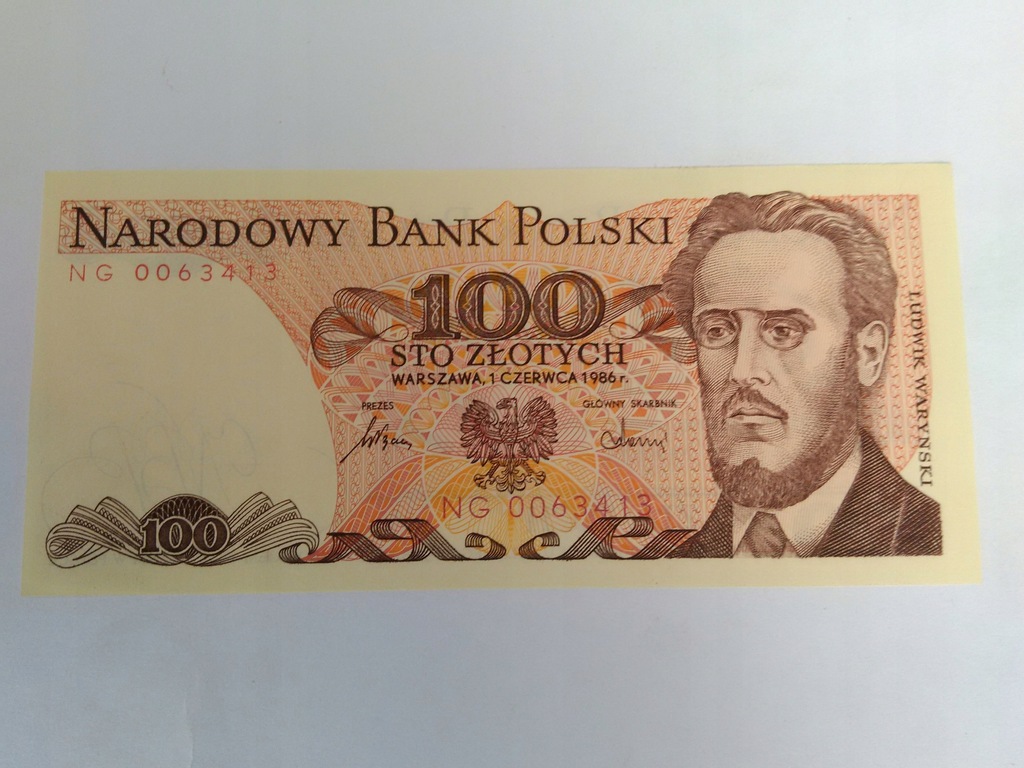 NARODOWY BANK POLSKI
NG 0063413
100
STO ZŁOTYCH
WARSZAWA, 1 CZERWCA 1986 r.
PREZES
GŁÓWNY SKARBNIK
NG 0063413
100
LUDWIK WARYŃSKI